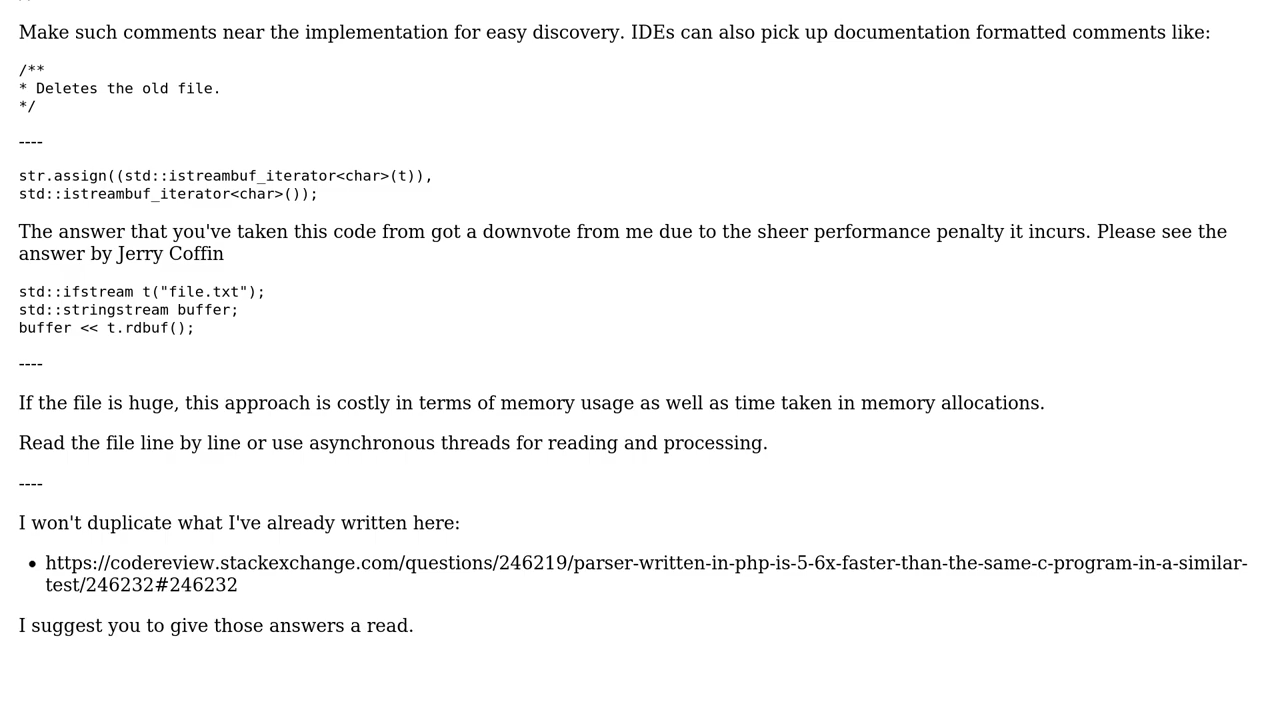 Make such comments near the implementation for easy discovery. IDEs can also pick up documentation formatted comments like:
/**
* Deletes the old file.
*/
----
str.assign((std::istreambuf_iterator<char>(t)),
std::istreambuf_iterator<char>());
The answer that you've taken this code from got a downvote from me due to the sheer performance penalty it incurs. Please see the
answer by Jerry Coffin
std::ifstream t("file.txt");
std::stringstream buffer;
buffer << t.rdbuf();
----
If the file is huge, this approach is costly in terms of memory usage as well as time taken in memory allocations.
Read the file line by line or use asynchronous threads for reading and processing.
----
I won't duplicate what I've already written here:
• https://codereview.stackexchange.com/questions/246219/parser-written-in-php-is-5-6x-faster-than-the-same-c-program-in-a-similar-
test/246232#246232
I suggest you to give those answers a read.